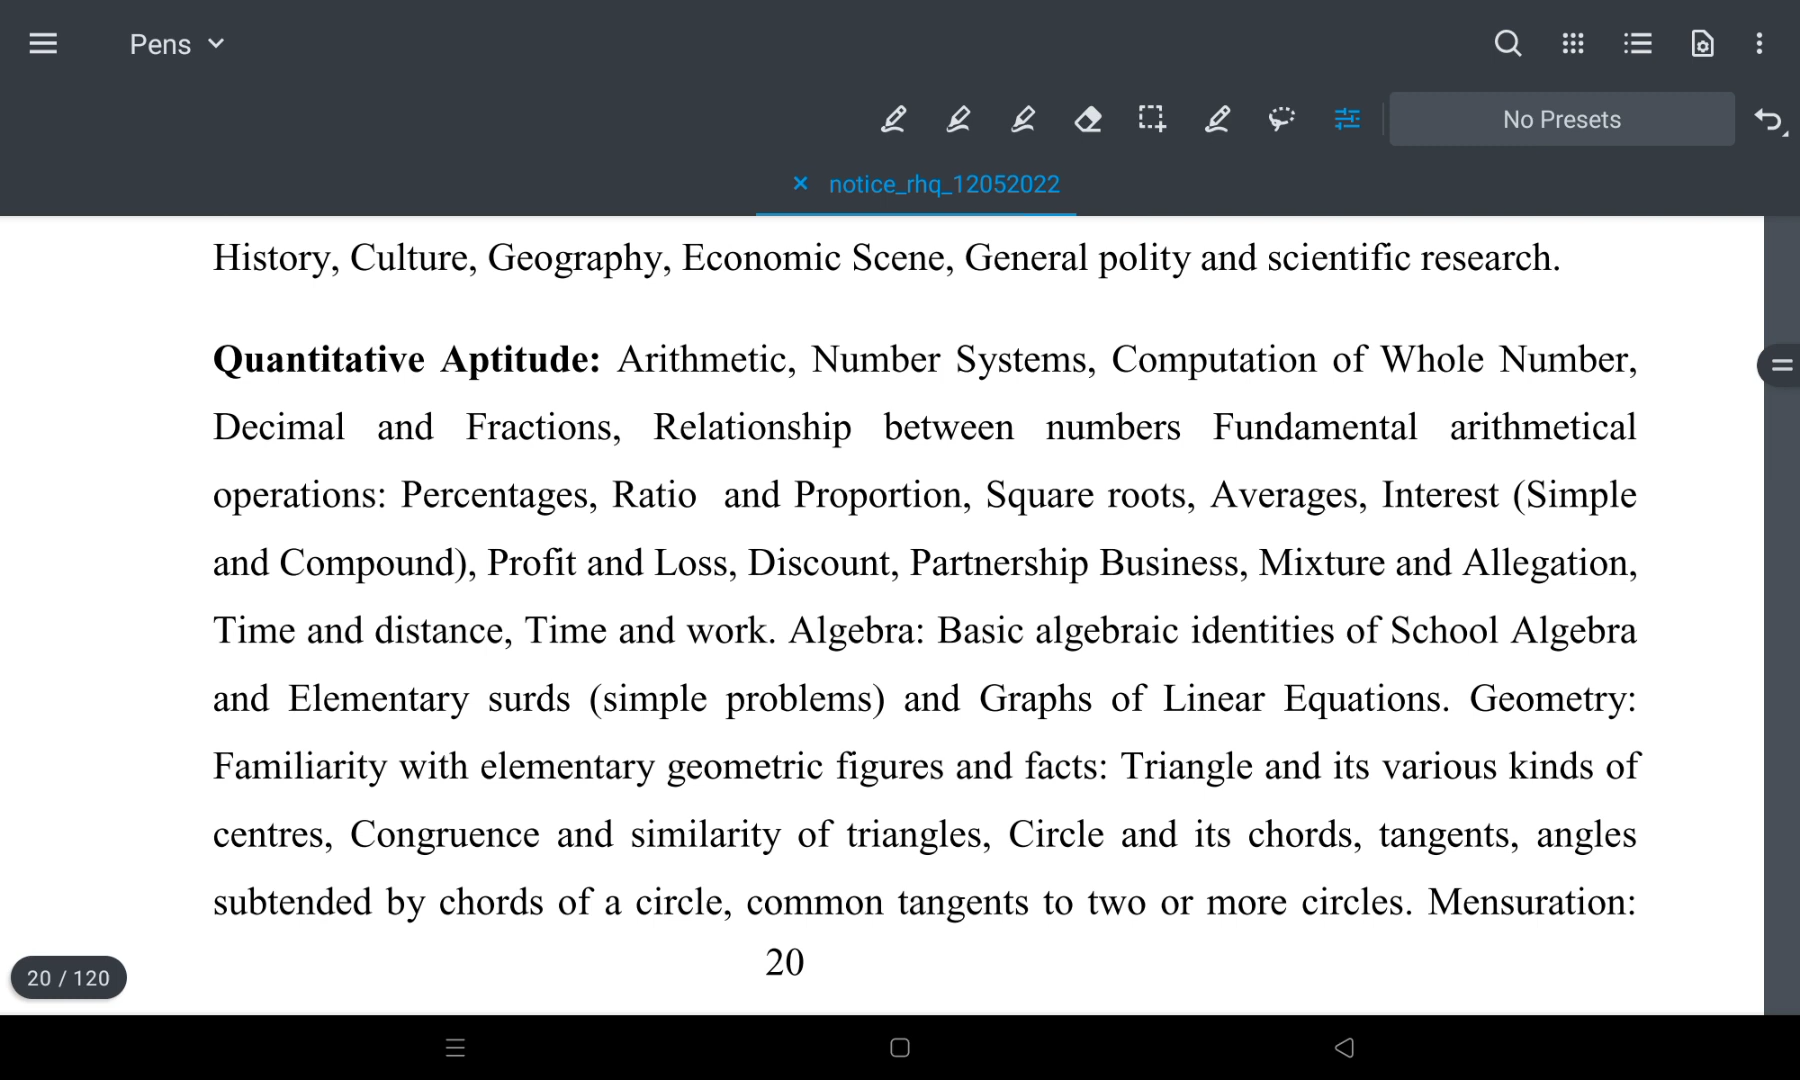 Pens
No Presets
notice_rhq_12052022
History, Culture, Geography, Economic Scene, General polity and scientific research.
Quantitative Aptitude: Arithmetic, Number Systems, Computation of Whole Number,
Decimal and Fractions, Relationship between numbers Fundamental arithmetical
operations: Percentages, Ratio and Proportion, Square roots, Averages, Interest (Simple
and Compound), Profit and Loss, Discount, Partnership Business, Mixture and Allegation,
Time and distance, Time and work. Algebra: Basic algebraic identities of School Algebra
and Elementary surds (simple problems) and Graphs of Linear Equations. Geometry:
Familiarity with elementary geometric figures and facts: Triangle and its various kinds of
centres, Congruence and similarity of triangles, Circle and its chords, tangents, angles
subtended by chords of a circle, common tangents to two or more circles. Mensuration:
20
20 / 120